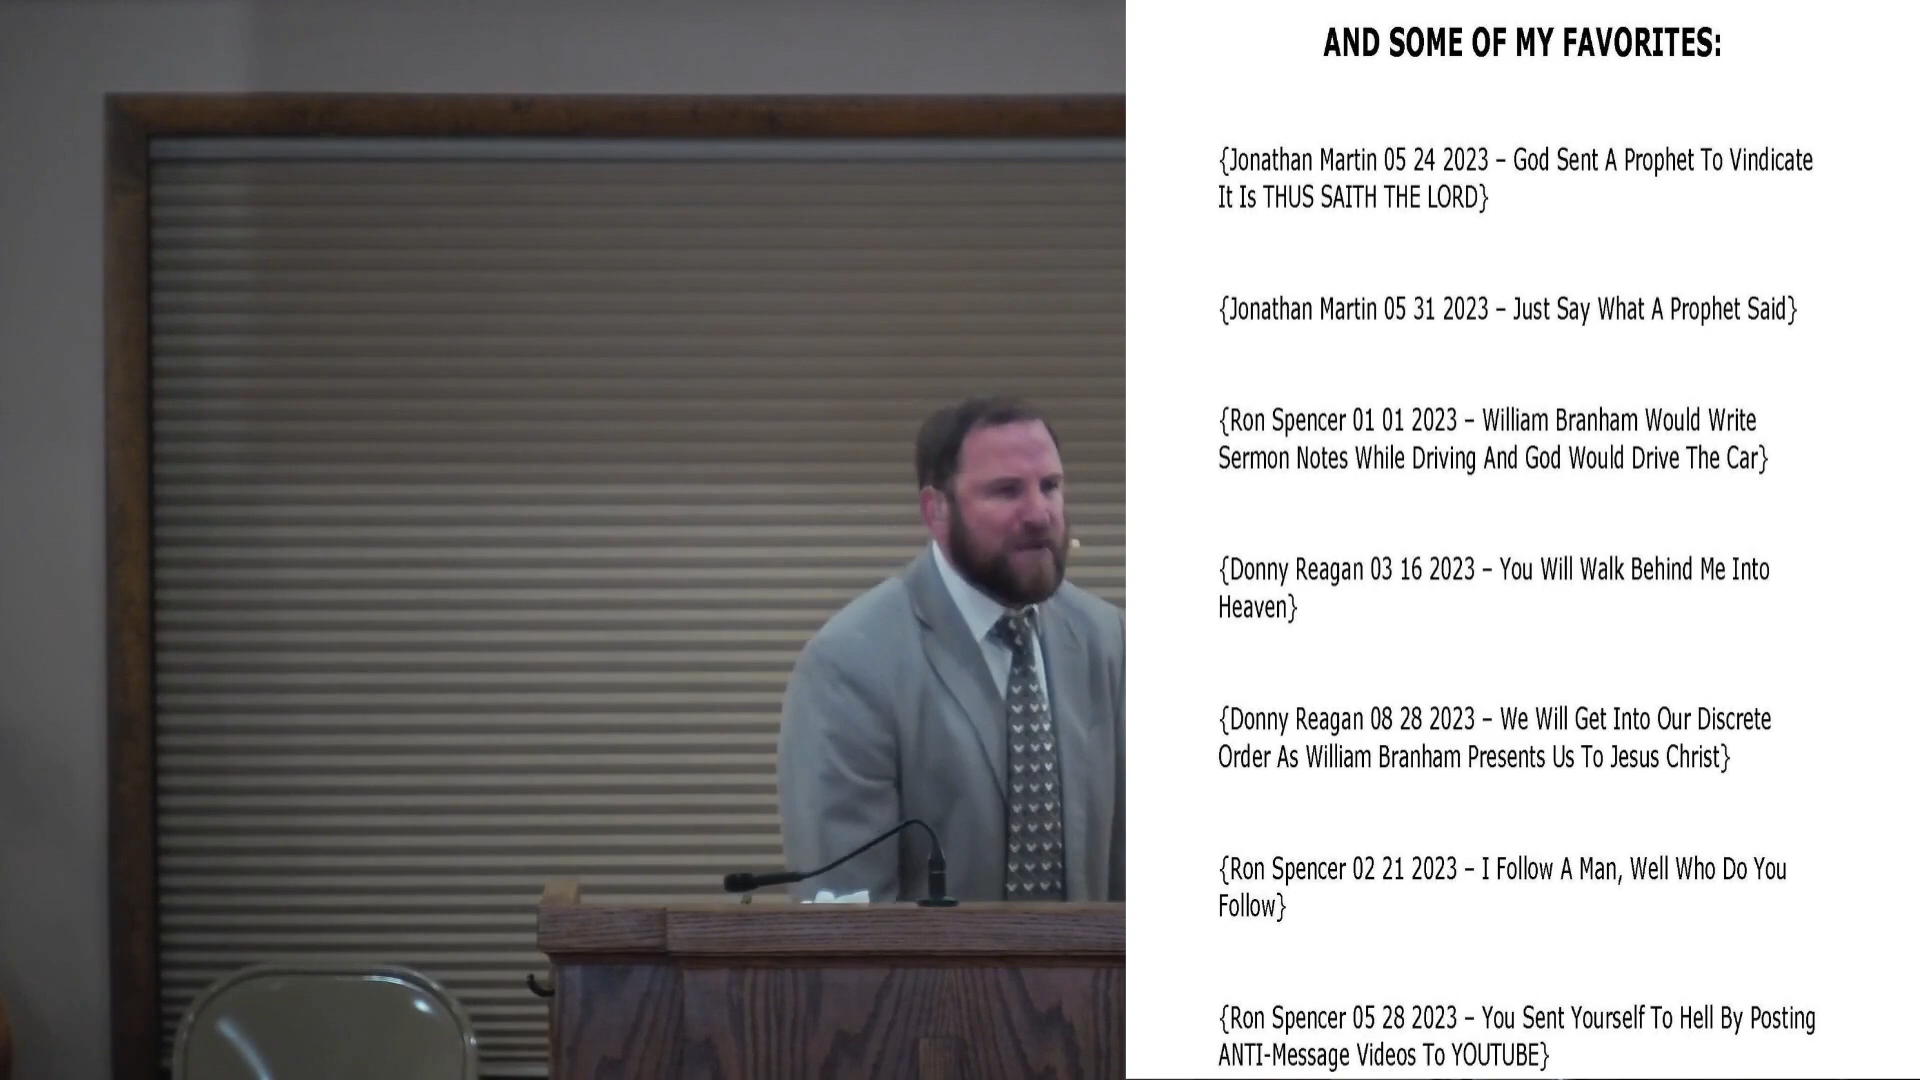 AND SOME OF MY FAVORITES:
{Jonathan Martin 05 24 2023 – God Sent A Prophet To Vindicate
It Is THUS SAITH THE LORD}
{Jonathan Martin 05 31 2023 – Just Say What A Prophet Said}
{Ron Spencer 01 01 2023 – William Branham Would Write
Sermon Notes While Driving And God Would Drive The Car}
{Donny Reagan 03 16 2023 – You Will Walk Behind Me Into
Heaven}
{Donny Reagan 08 28 2023 – We Will Get Into Our Discrete
Order As William Branham Presents Us To Jesus Christ}
{Ron Spencer 02 21 2023 – I Follow A Man, Well Who Do You
Follow}
{Ron Spencer 05 28 2023 – You Sent Yourself To Hell By Posting
ANTI-Message Videos To YOUTUBE}